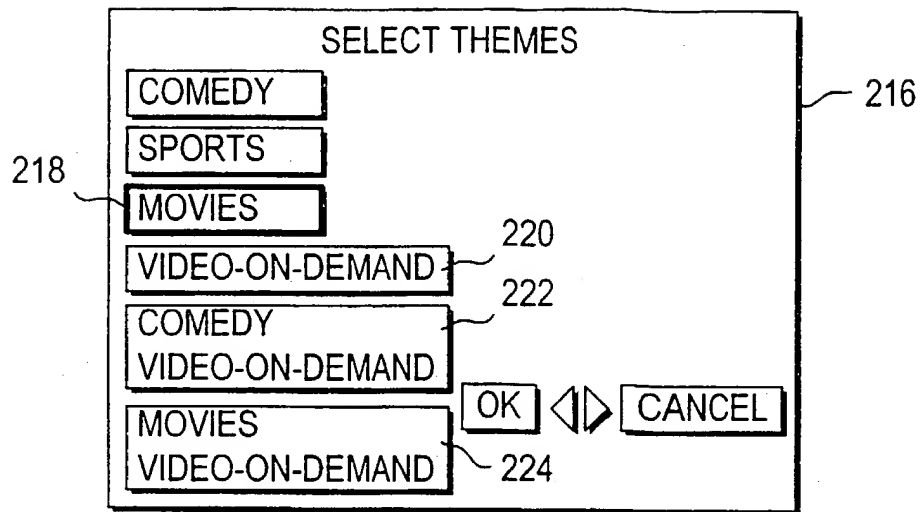 SELECT THEMES
COMEDY
216
SPORTS
218
MOVIES
220
VIDEO-ON-DEMAND
222
COMEDY
VIDEO-ON-DEMAND
OK
CANCEL
MOVIES
VIDEO-ON-DEMAND
224